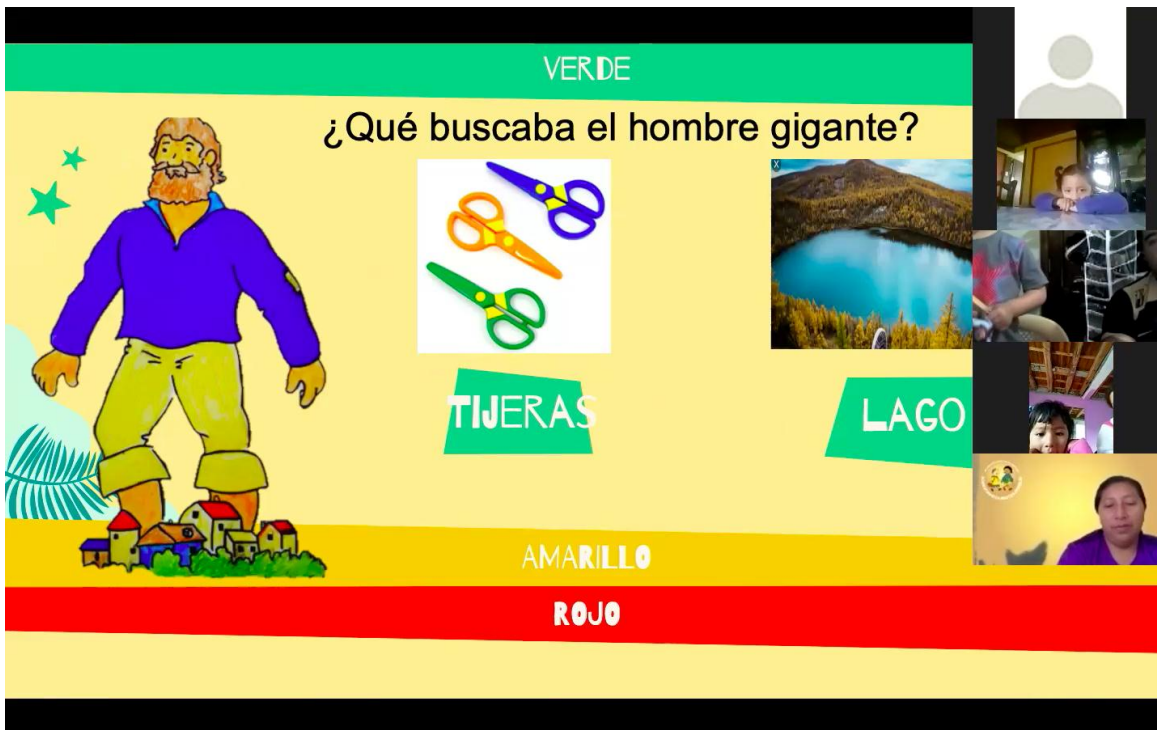 VERDE
¿Qué buscaba el hombre gigante?
TIJERAS
LAGO
AMARILLO
ROJO